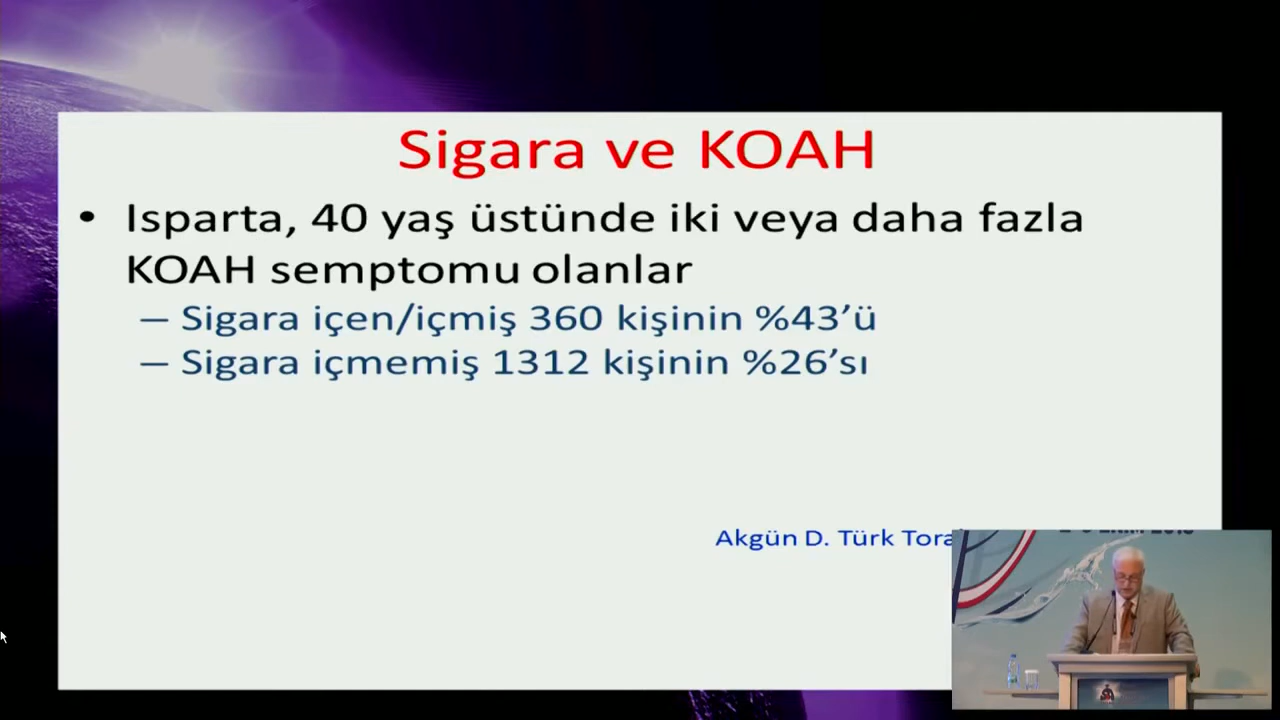 Sigara ve KOAH
• Isparta, 40 yaş üstünde iki veya daha fazla
KOAH semptomu olanlar
– Sigara içen/içmiş 360 kişinin %43’ü
– Sigara içmemiş 1312 kişinin %26’sı
Akgün D. Türk